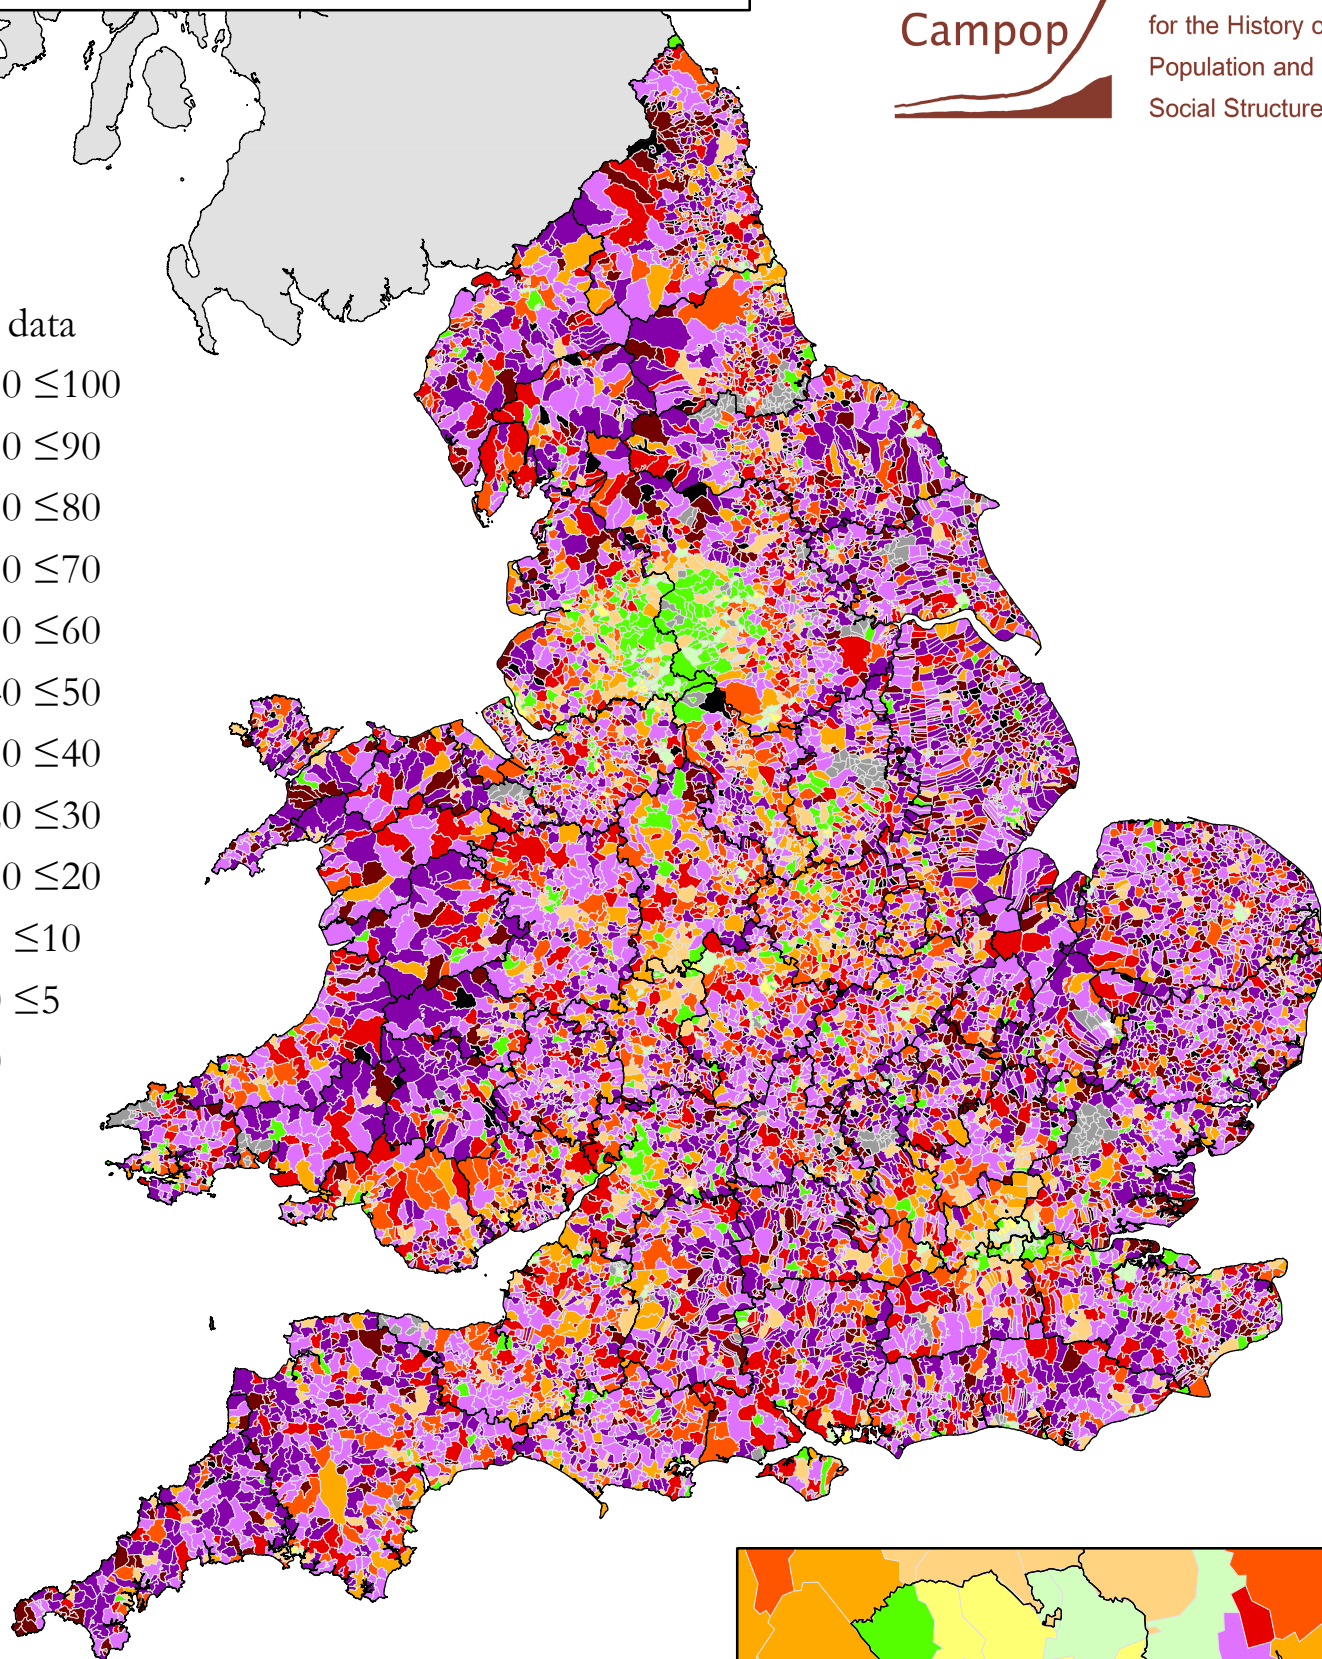 Campop
for the History o
Population and
Social Structure
data
0 ≤100
0 ≤90
0 ≤80
0 ≤70
0 ≤60
0 ≤50
0 ≤40
0 ≤30
0 ≤20
≤10
≤5